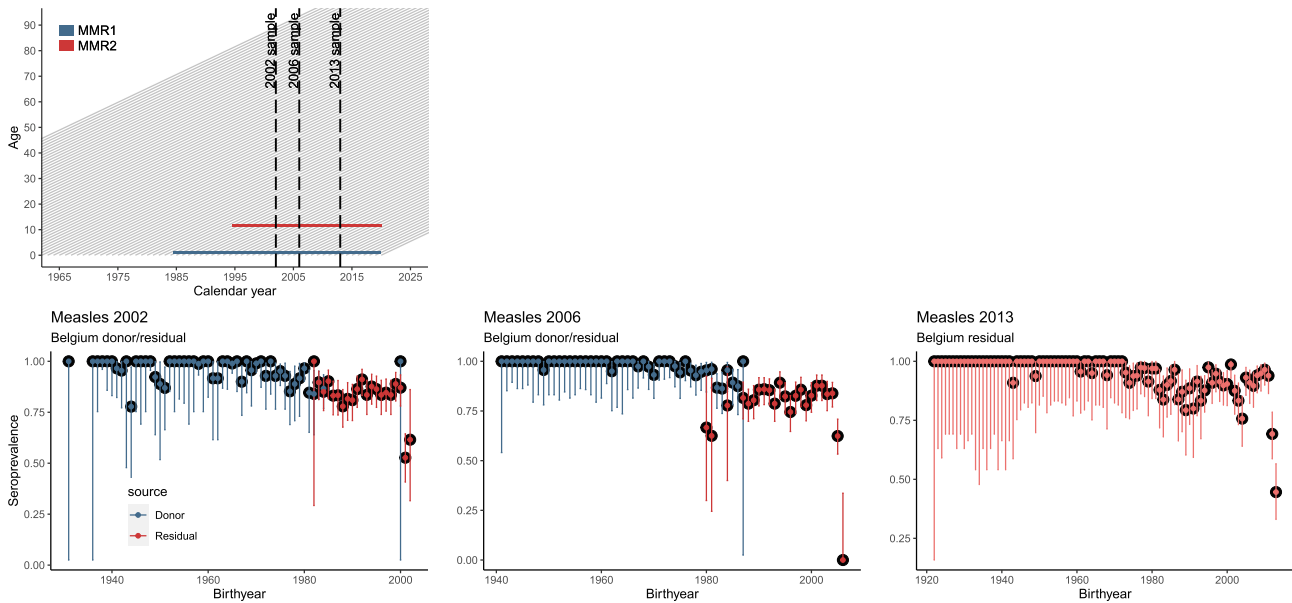 90
80
70
60
50
40
30
20
10
0
Age
MMR1
MMR2
2002 sample
2006 sample
2013 sample
1965 1975 1985 1995 2005 2015 2025
Calendar year
Measles 2002
Belgium donor/residual
1.00
0.75
0.50
0.25
0.00
Seroprevalence
source
Donor
Residual
1940 1960 1980 2000
Birthyear
Measles 2006
Belgium donor/residual
1.00
0.75
0.50
0.25
0.00
1940 1960 1980 2000
Birthyear
Measles 2013
Belgium residual
1.00
0.75
0.50
0.25
1920 1940 1960 1980 2000
Birthyear